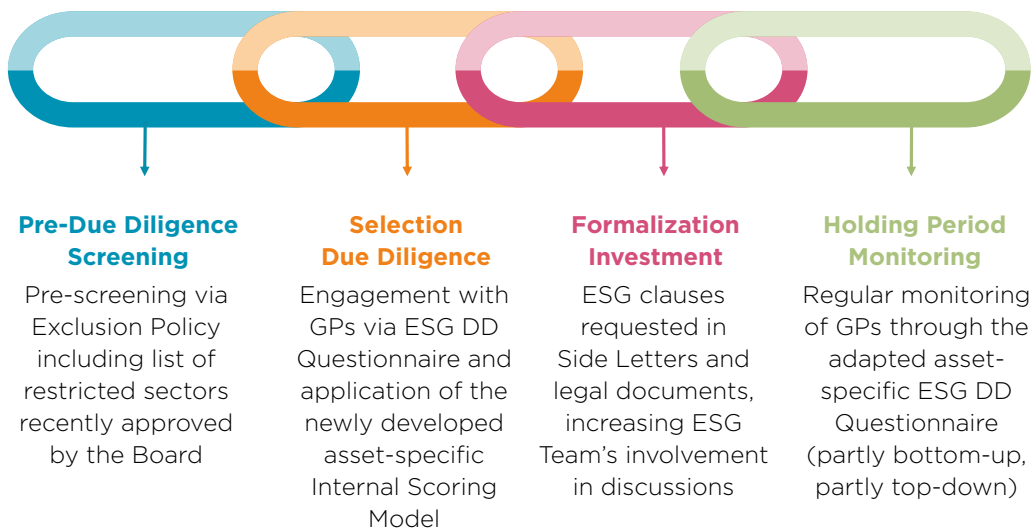 Pre-Due Diligence
Screening
Pre-screening via
Exclusion Policy
including list of
restricted sectors
recently approved
by the Board
Selection
Due Diligence
Engagement with
GPs via ESG DD
Questionnaire and
application of the
newly developed
asset-specific
Internal Scoring
Model
Formalization
Investment
ESG clauses
requested in
Side Letters and
legal documents,
increasing ESG
Team’s involvement
in discussions
Holding Period
Monitoring
Regular monitoring
of GPs through the
adapted asset-
specific ESG DD
Questionnaire
(partly bottom-up,
partly top-down)